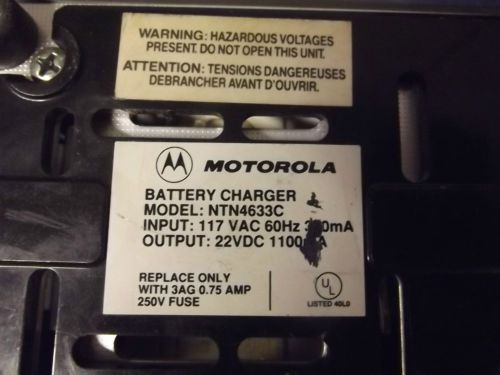 WARNING: HAZARDOUS VOLTAGES
PRESENT. DO NOT OPEN THIS UNIT.
ATTENTION: TENSIONS DANGEREUSES
DEBRANCHER AVANT D'OUVRIR.
MOTOROLA
BATTERY CHARGER
MODEL: NTN4633C
INPUT: 117 VAC 60Hz
OUTPUT: 22VDC
REPLACE ONLY
WITH 3AG 0.75 AMP
250V FUSE
UL
LISTED 40L0